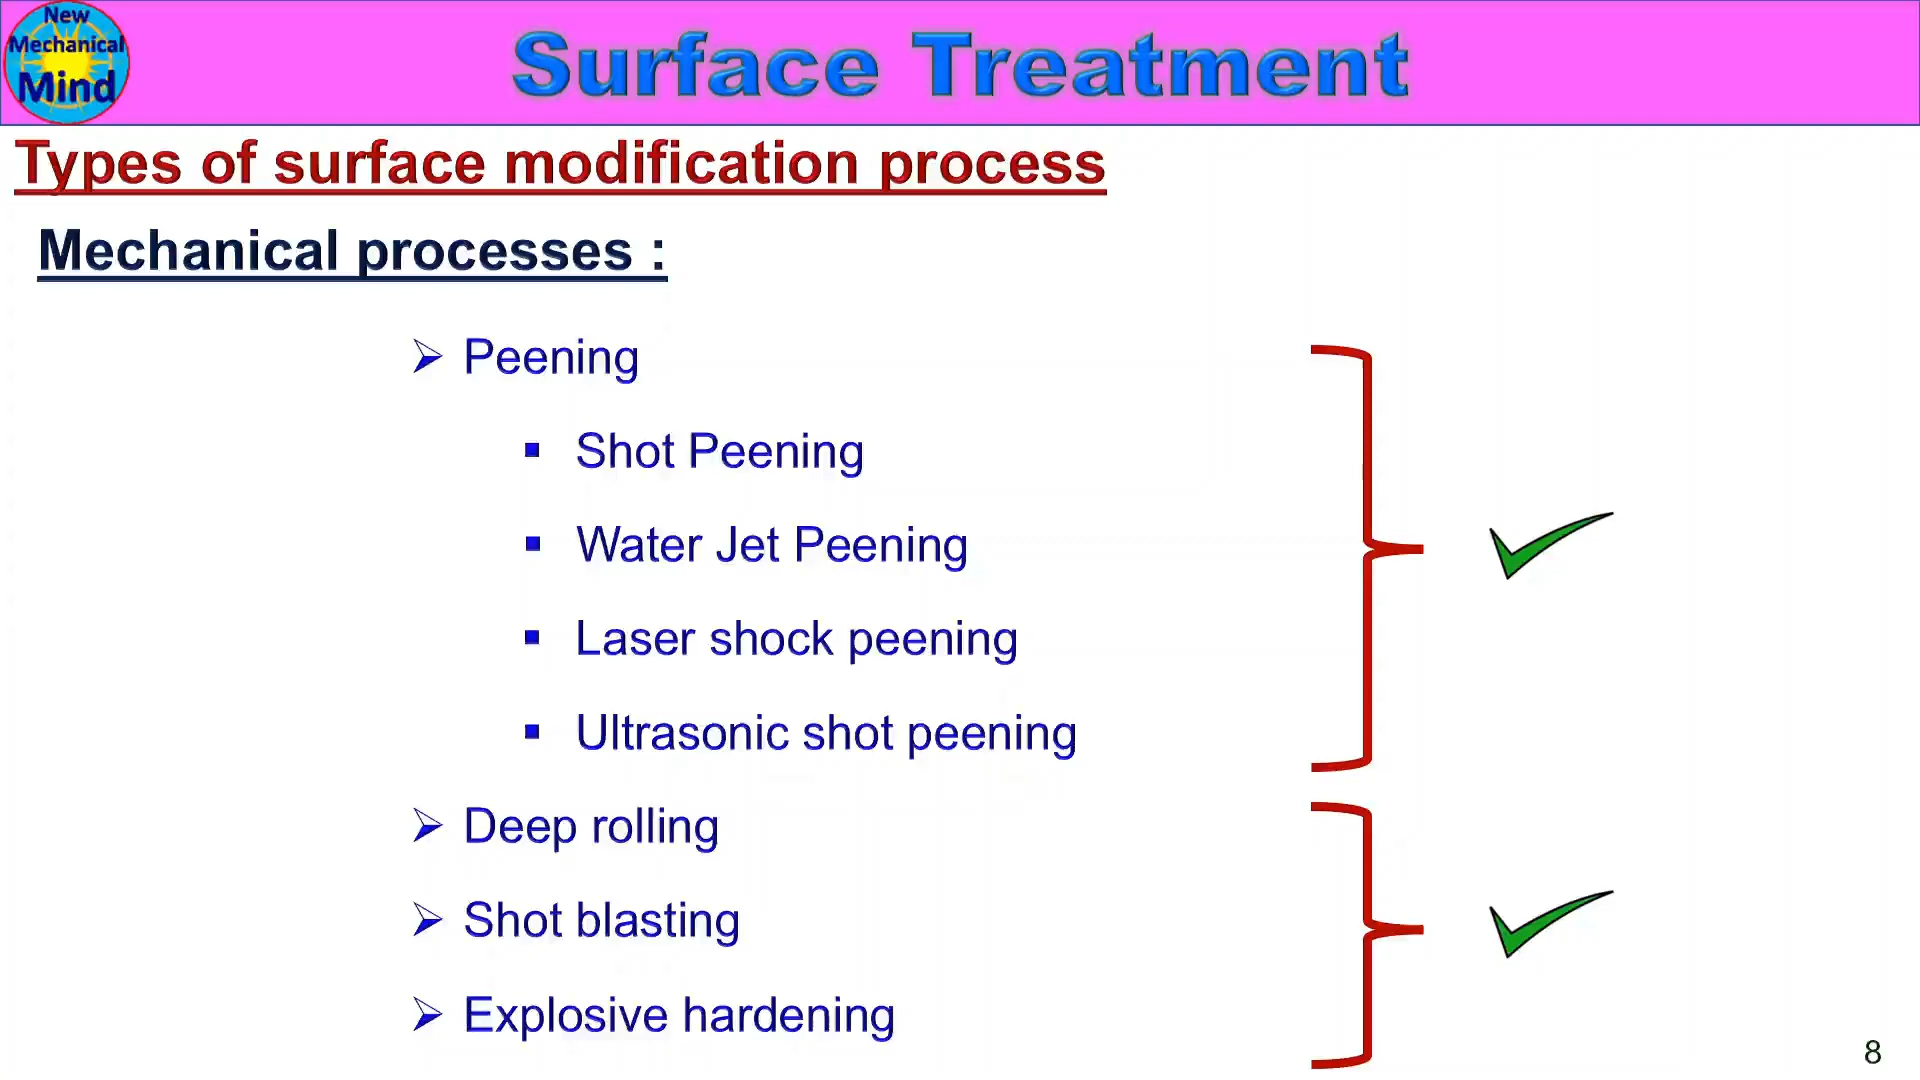 New
Mechanical
Mind
Surface Treatment
Types of surface modification process
Mechanical processes :
Peening
Shot Peening
Water Jet Peening
Laser shock peening
Ultrasonic shot peening
Deep rolling
Shot blasting
Explosive hardening
8